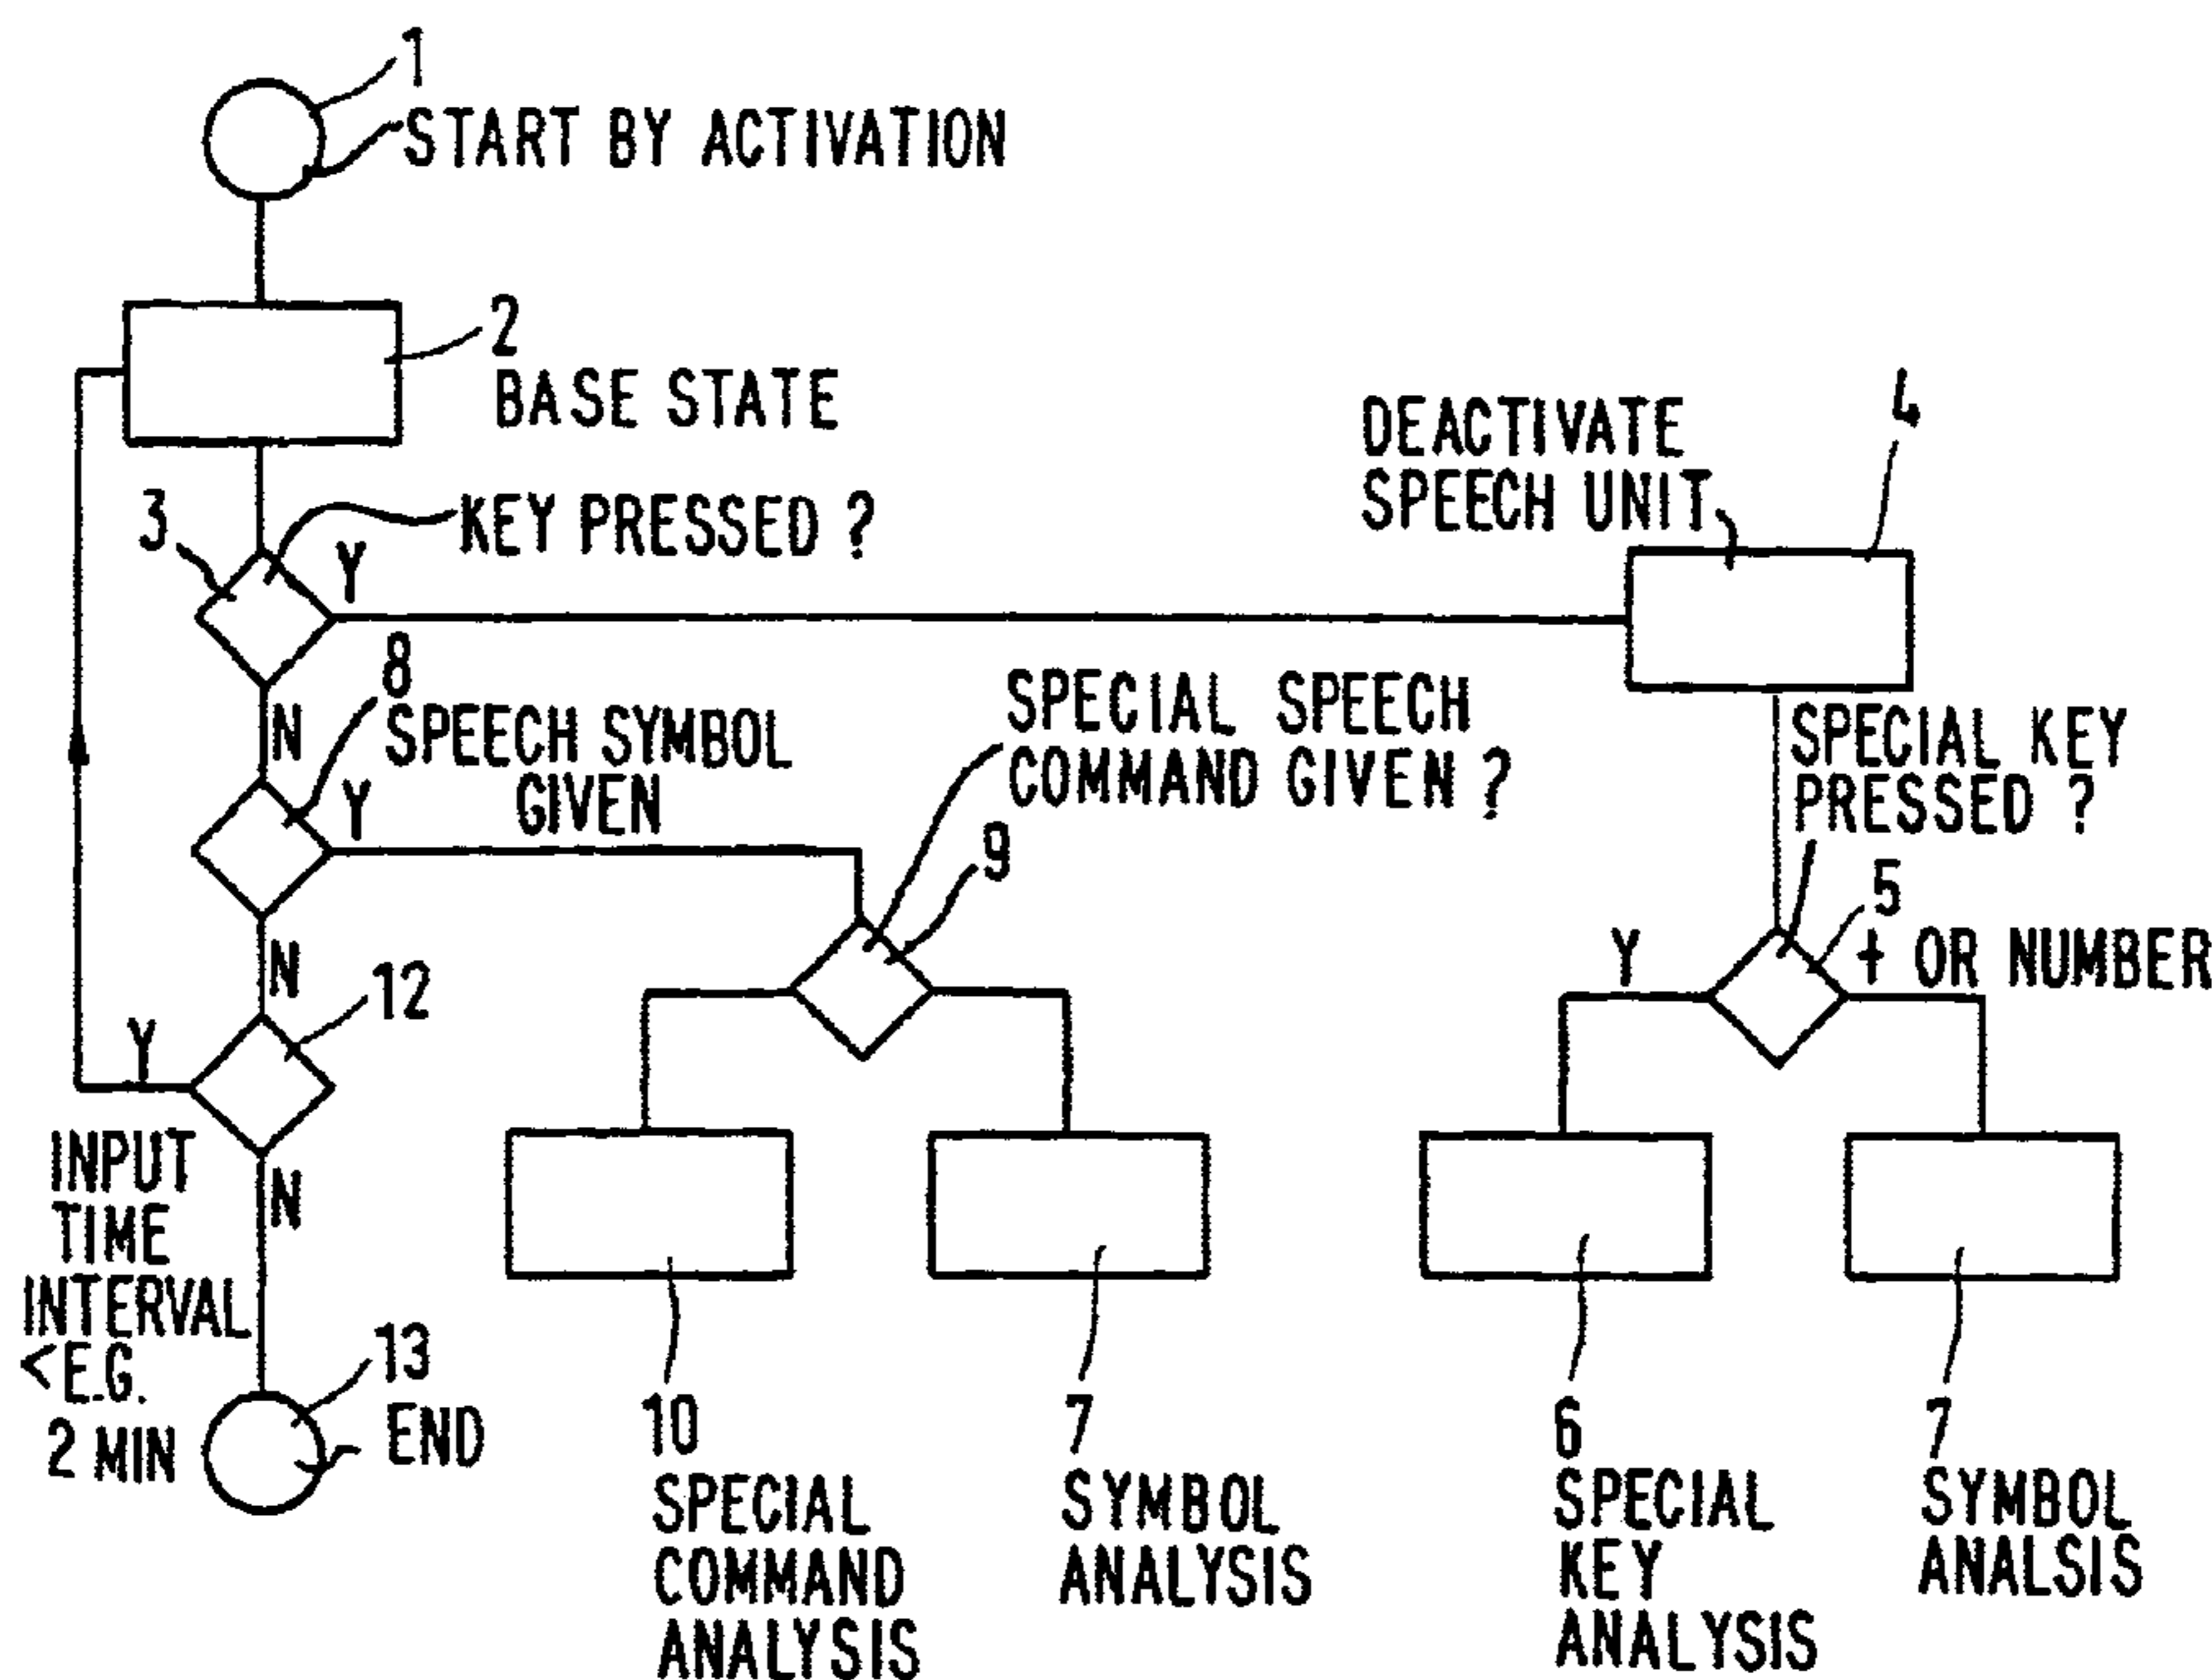 1
START BY ACTIVATION
2
BASE STATE
3
KEY PRESSED ?
Y
DEACTIVATE
SPEECH UNIT
4
N
8
SPEECH SYMBOL
GIVEN
Y
SPECIAL SPEECH
COMMAND GIVEN ?
9
SPECIAL KEY
PRESSED ?
5
Y
+ OR NUMBER
N
12
Y
INPUT
TIME
INTERVAL
<E.G.
2 MIN
N
13
END
10
SPECIAL
COMMAND
ANALYSIS
7
SYMBOL
ANALYSIS
6
SPECIAL
KEY
ANALYSIS
7
SYMBOL
ANALSIS